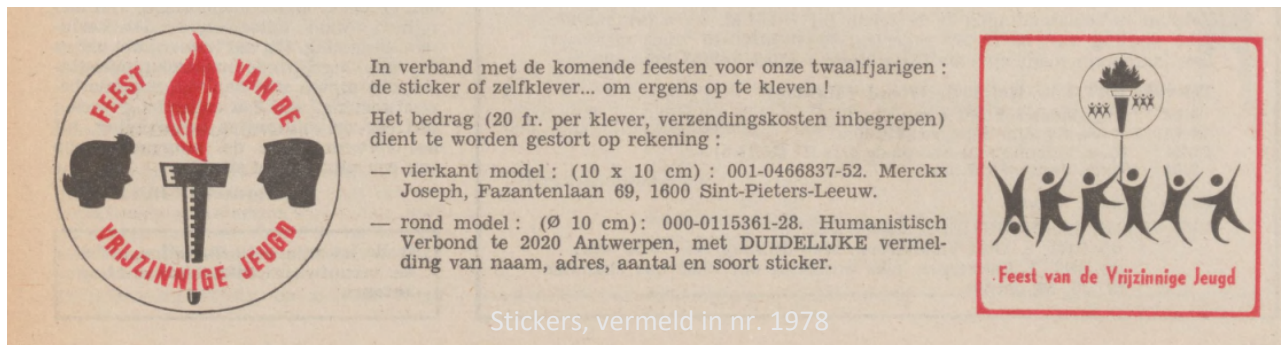 FEEST VAN DE
VRIJZINNIGE JEUGD
E
In verband met de komende feesten voor onze twaalfjarigen :
de sticker of zelfklever... om ergens op te kleven !
Het bedrag (20 fr. per klever, verzendingskosten inbegrepen)
dient te worden gestort op rekening :
— vierkant model : (10 x 10 cm) : 001-0466837-52. Merckx
Joseph, Fazantenlaan 69, 1600 Sint-Pieters-Leeuw.
— rond model : (Ø 10 cm) : 000-0115361-28. Humanistisch
Verbond te 2020 Antwerpen, met DUIDELIJKE vermel-
ding van naam, adres, aantal en soort sticker.
Feest van de Vrijzinnige Jeugd
Stickers, vermeld in nr. 1978